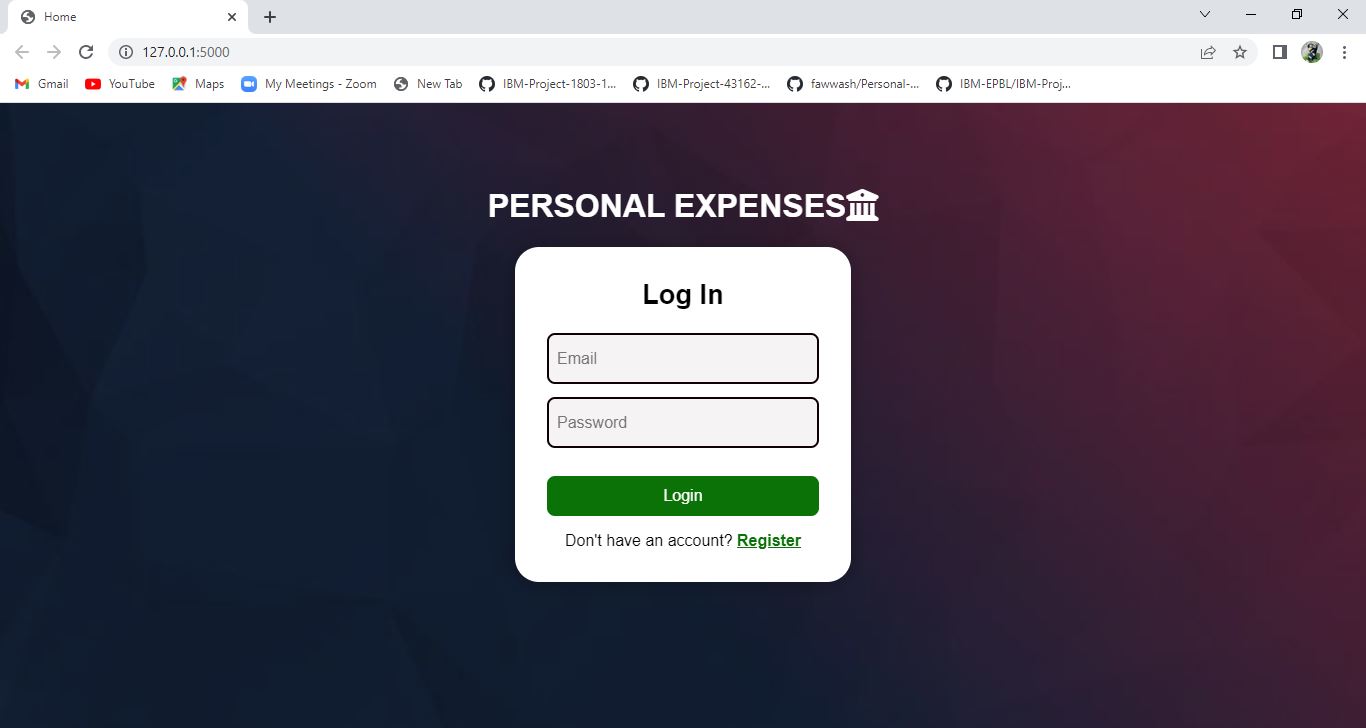 Home
127.0.0.1:5000
Gmail YouTube Maps My Meetings - Zoom New Tab IBM-Project-1803-1... IBM-Project-43162-... fawwash/Personal-... IBM-EPBL/IBM-Proj...
PERSONAL EXPENSES
Log In
Email
Password
Login
Don't have an account? Register